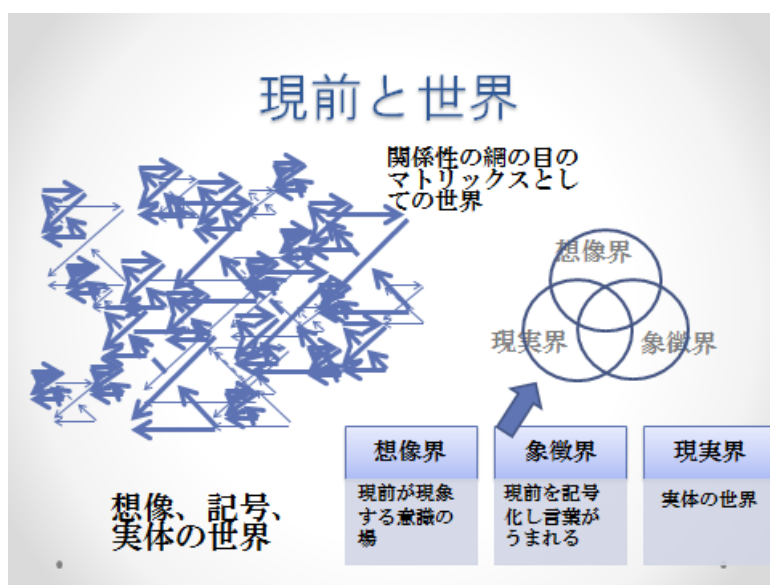 現前と世界
関係性の網の目の
マトリックスとし
ての世界
想像界
現実界
象徴界
想像、記号、
実体の世界
想像界
現前が現象
する意識の
場
象徴界
現前を記号
化し言葉が
うまれる
現実界
実体の世界